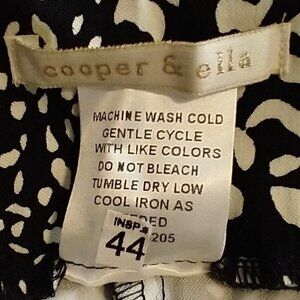 cooper & ella
MACHINE WASH COLD
GENTLE CYCLE
WITH LIKE COLORS
DO NOT BLEACH
TUMBLE DRY LOW
COOL IRON AS
INSP.#
44
205